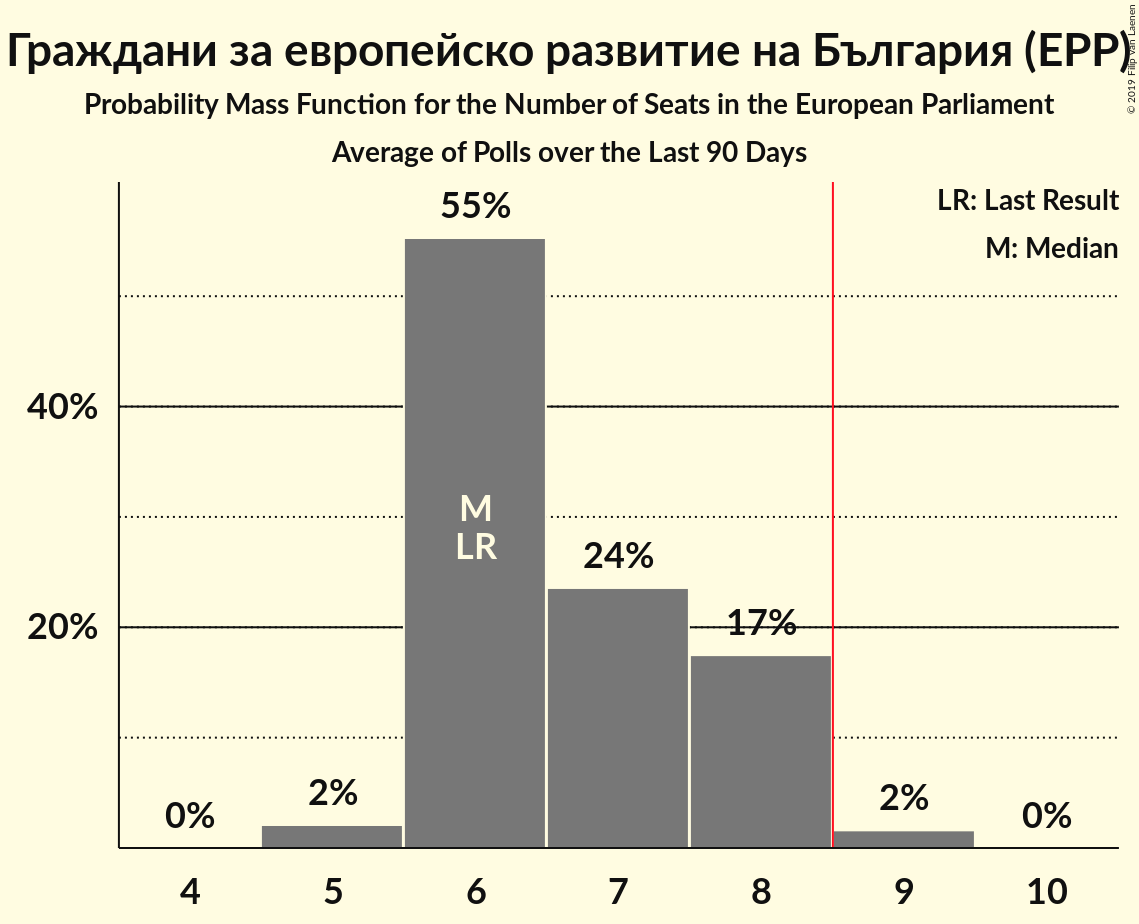 Граждани за европейско развитие на България (EPP)
Probability Mass Function for the Number of Seats in the European Parliament
Average of Polls over the Last 90 Days
© 2019 Filip van Laenen
LR: Last Result
M: Median
55%
40%
M
LR
24%
20%
17%
0%
2%
2%
0%
4 5 6 7 8 9 10